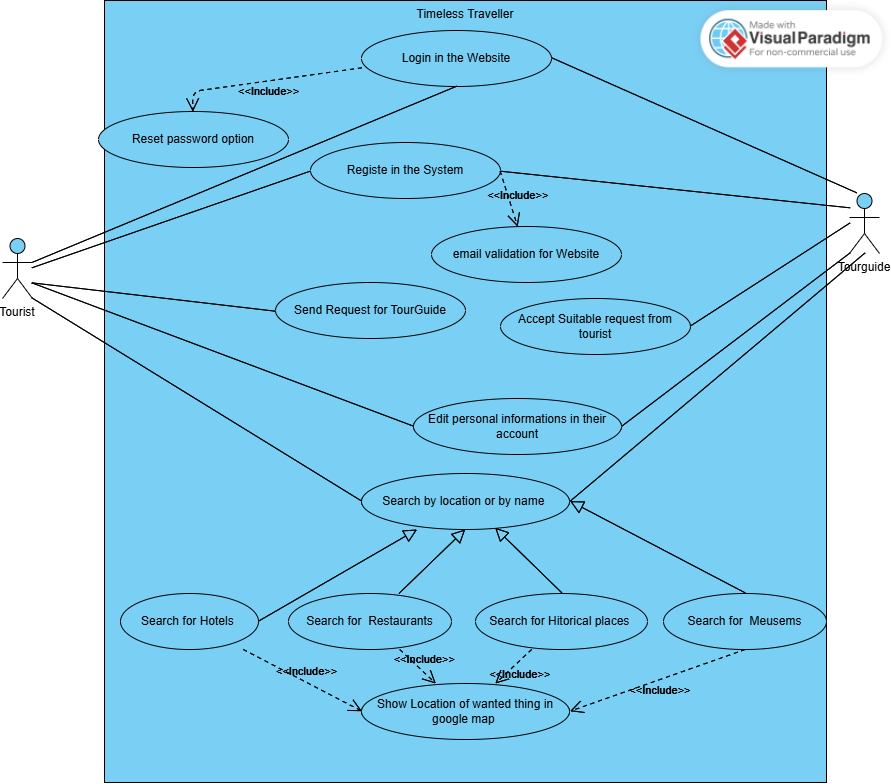 Timeless Traveller
Made with
VisualParadigm
For non-commercial use
Login in the Website
<<Include>>
Reset password option
Registe in the System
<<Include>>
email validation for Website
Tourist
Tourguide
Send Request for TourGuide
Accept Suitable request from
tourist
Edit personal informations in their
account
Search by location or by name
Search for Hotels
Search for  Restaurants
Search for Hitorical places
Search for  Meusems
<<Include>>
<<Include>>
<<Include>>
<<Include>>
Show Location of wanted thing in
google map